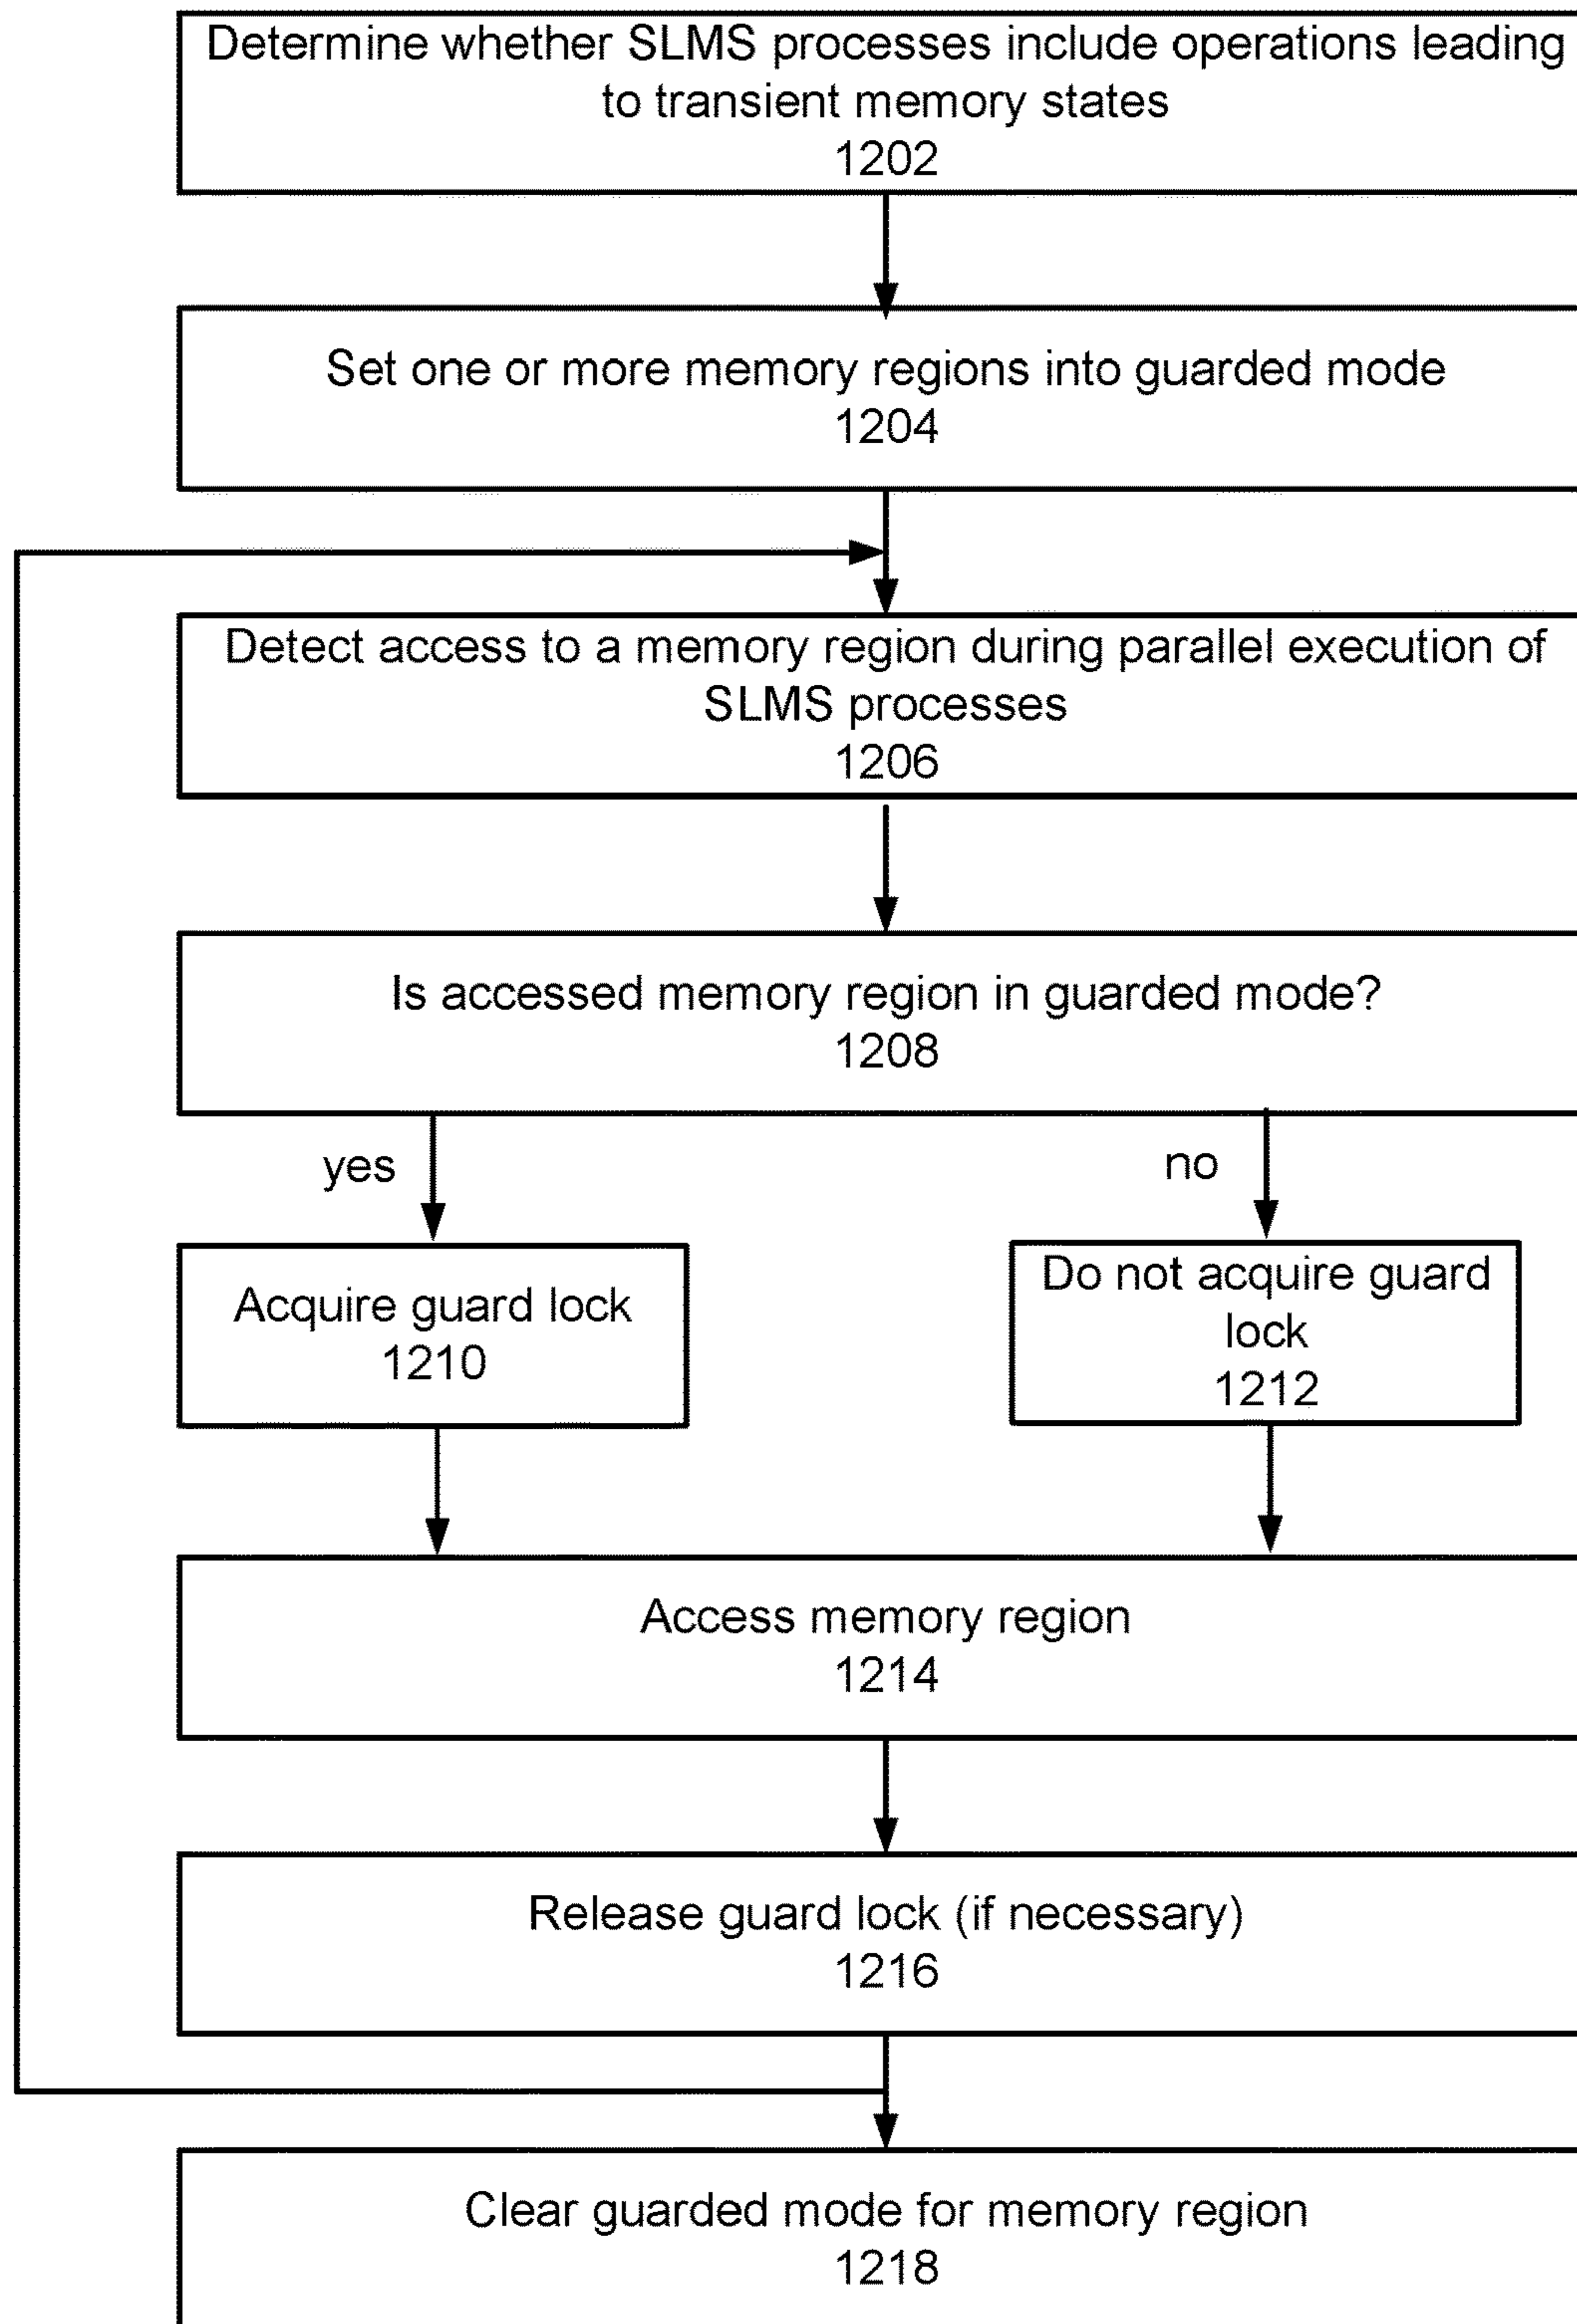 Determine whether SLMS processes include operations leading
to transient memory states
1202
Set one or more memory regions into guarded mode
1204
Detect access to a memory region during parallel execution of
SLMS processes
1206
Is accessed memory region in guarded mode?
1208
yes
no
Acquire guard lock
1210
Do not acquire guard
lock
1212
Access memory region
1214
Release guard lock (if necessary)
1216
Clear guarded mode for memory region
1218